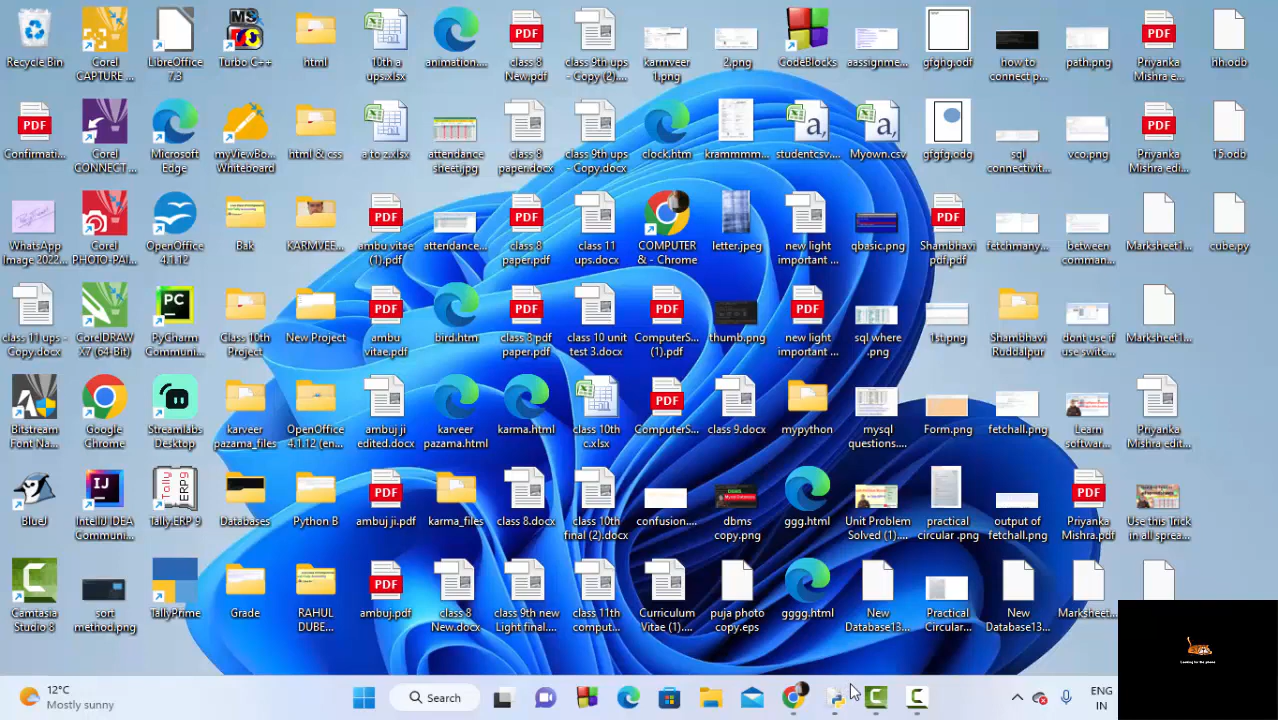 Recycle Bin
Corel CAPTURE ...
LibreOffice 7.3
Turbo C++
html
10th a ups.xlsx
animation....
class 8 New.pdf
class 9th ups - Copy (2)....
karmveer 1.png
2.png
CodeBlocks
aassignme...
gfghg.odf
how to connect p...
path.png
Priyanka Mishra e...
hh.odb
Confirmati...
Corel CONNECT ...
Microsoft Edge
myViewBo... Whiteboard
html & css
a to z.xlsx
attendance sheet.jpg
class 8 paper.docx
class 9th ups - Copy.docx
clock.htm
krammmm...
studentcsv....
Myown.csv
gfgfg.odg
sql connectivit...
vco.png
Priyanka Mishra edi...
15.odb
WhatsApp Image 2022...
Corel PHOTO-PAI...
OpenOffice 4.1.12
Bak
KARMVEE...
ambu vitae (1).pdf
attendance...
class 8 paper.pdf
class 11 ups.docx
COMPUTER & - Chrome
letter.jpeg
new light important ...
qbasic.png
Shambhavi pdf.pdf
fetchmany...
between comman...
Marksheet1...
cube.py
class 11 ups - Copy.docx
CorelDRAW X7 (64-Bit)
PyCharm Communi...
Class 10th Project
New Project
ambu vitae.pdf
bird.htm
class 8 pdf paper.pdf
class 10 unit test 3.docx
ComputerS... (1).pdf
thumb.png
new light important ...
sql where .png
1st.png
Shambhavi Ruddalpur
dont use if use switc...
Marksheet1...
Bitstream Font Na...
Google Chrome
Streamlabs Desktop
karveer pazama_files
OpenOffice 4.1.12 (en...
ambuj ji edited.docx
karveer pazama.html
karma.html
class 10th c.xlsx
ComputerS...
class 9.docx
mypython
mysql questions....
Form.png
fetchall.png
Learn softwar...
Priyanka Mishra edit...
BlueJ
IntelliJ IDEA Communi...
Tally.ERP 9
Databases
Python B
ambuj ji.pdf
karma_files
class 8.docx
class 10th final (2).docx
confusion....
dbms copy.png
ggg.html
Unit Problem Solved (1)....
practical circular .png
output of fetchall.png
Priyanka Mishra.pdf
Use this Trick in all sprea...
Camtasia Studio 8
sort method.png
TallyPrime
Grade
RAHUL DUBE...
ambuj.pdf
class 8 New.docx
class 9th new Light final....
class 11th comput...
Curriculum Vitae (1)....
puja photo copy.eps
gggg.html
New Database13...
Practical Circular...
New Database13...
Marksheet...
12°C
Mostly sunny
Search
ENG
IN
Looking for the phone